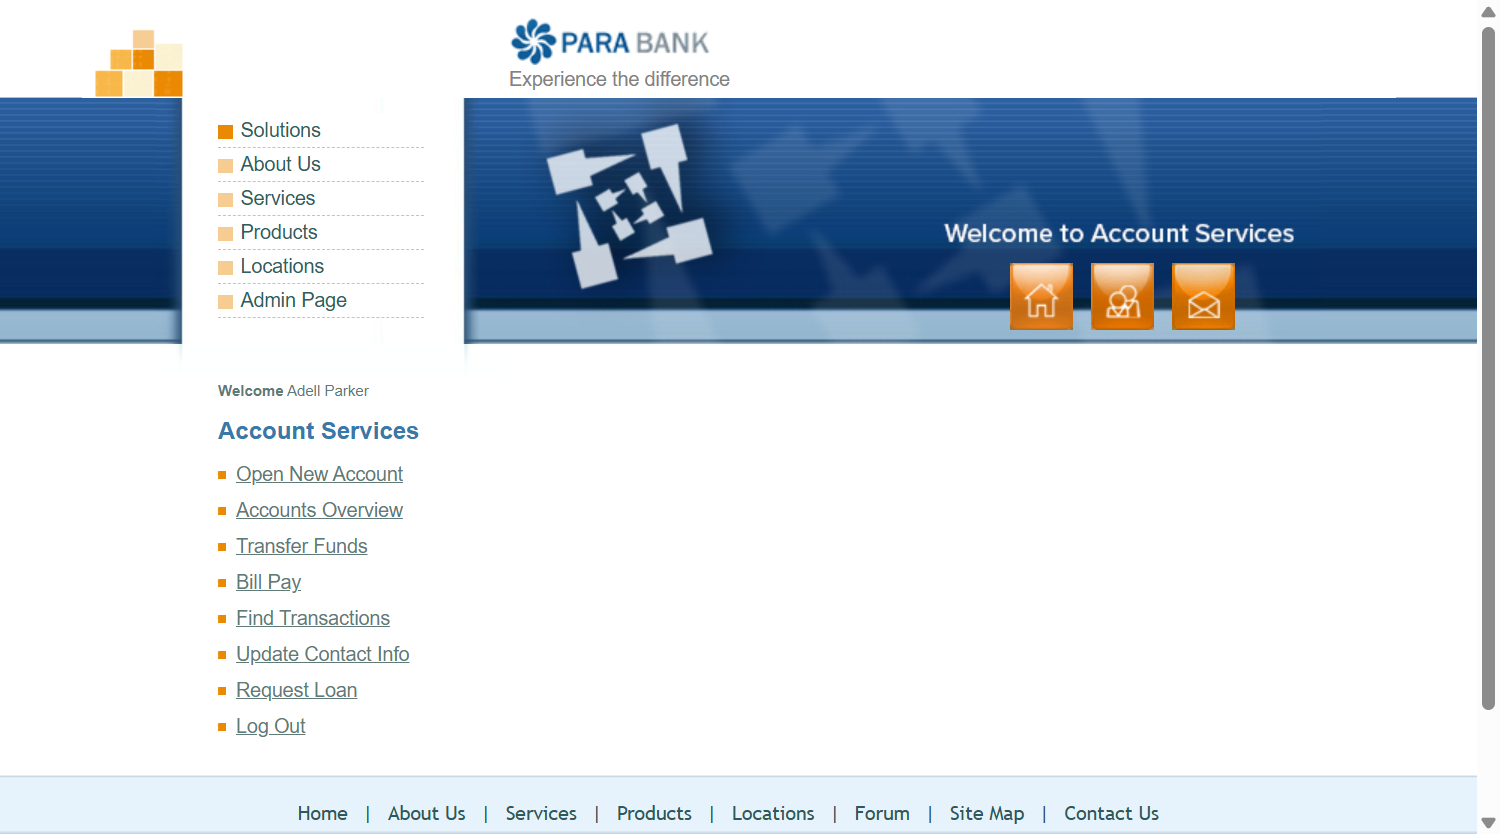 PARA BANK
Experience the difference
Solutions
About Us
Services
Products
Locations
Admin Page
Welcome to Account Services
Welcome Adell Parker
Account Services
Open New Account
Accounts Overview
Transfer Funds
Bill Pay
Find Transactions
Update Contact Info
Request Loan
Log Out
Home | About Us | Services | Products | Locations | Forum | Site Map | Contact Us